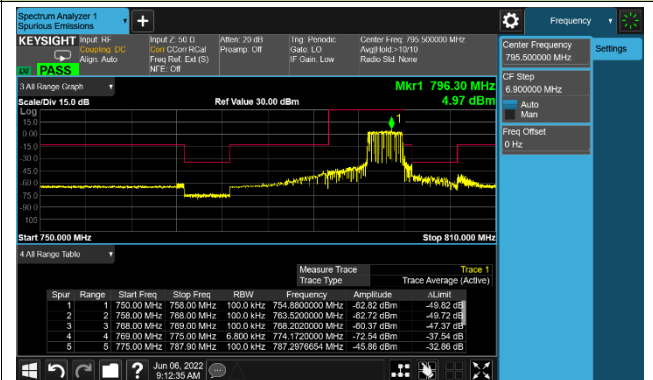 Spectrum Analyzer 1
Spurious Emissions
Frequency
KEYSIGHT Input: RF Input Z: 50 Ω Atten: 20 dB Trig: Periodic Center Freq: 795.500000 MHz
Coupling: DC Corr CCorr RCal Preamp: Off Gate: LO Avg|Hold:>10/10
Align: Auto Freq Ref: Ext (S) IF Gain: Low Radio Std: None
NFE: Off
PASS
Center Frequency
795.500000 MHz
Settings
CF Step
6.900000 MHz
Auto
Man
Freq Offset
0 Hz
3 All Range Graph
Mkr1 796.30 MHz
Scale/Div 15.0 dB Ref Value 30.00 dBm 4.97 dBm
Log
15.0
0.00
-15.0
-30.0
-45.0
-60.0
-75.0
-90.0
-105
1
Start 750.000 MHz Stop 810.000 MHz
4 All Range Table
Measure Trace Trace 1
Trace Type Trace Average (Active)
Spur Range Start Freq Stop Freq RBW Frequency Amplitude ΔLimit
1 1 750.00 MHz 758.00 MHz 100.0 kHz 754.8800000 MHz -62.82 dBm -49.82 dB
2 2 758.00 MHz 768.00 MHz 100.0 kHz 763.5200000 MHz -62.72 dBm -49.72 dB
3 3 768.00 MHz 769.00 MHz 100.0 kHz 768.2020000 MHz -60.37 dBm -47.37 dB
4 4 769.00 MHz 775.00 MHz 6.800 kHz 774.1720000 MHz -72.54 dBm -37.54 dB
5 5 775.00 MHz 787.90 MHz 100.0 kHz 787.2976654 MHz -45.86 dBm -32.86 dB
Jun 06, 2022
9:12:35 AM